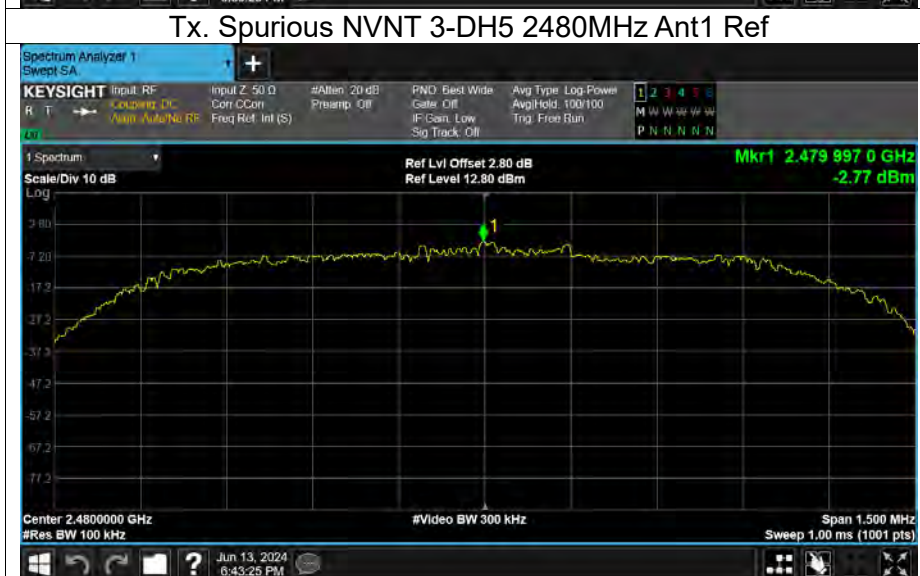 Tx. Spurious NVNT 3-DH5 2480MHz Ant1 Ref
Spectrum Analyzer 1
Swept SA
+
KEYSIGHT Input: RF
R T
Coupling: DC
Align: Auto/No RF
Input Z: 50 Ω
Corr CCorr
Freq Ref: Int (S)
#Atten: 20 dB
Preamp: Off
PNO: Best Wide
Gate: Off
IF Gain: Low
Sig Track: Off
Avg Type: Log-Power
Avg|Hold: 100/100
Trig: Free Run
1 2 3 4 5 6
M W W W W W
P N N N N N
1 Spectrum
Scale/Div 10 dB
Log
Ref Lvl Offset 2.80 dB
Ref Level 12.80 dBm
Mkr1 2.479 997 0 GHz
-2.77 dBm
1
2.80
-7.20
-17.2
-27.2
-37.2
-47.2
-57.2
-67.2
-77.2
Center 2.4800000 GHz
#Res BW 100 kHz
#Video BW 300 kHz
Span 1.500 MHz
Sweep 1.00 ms (1001 pts)
?
Jun 13, 2024
6:43:25 PM